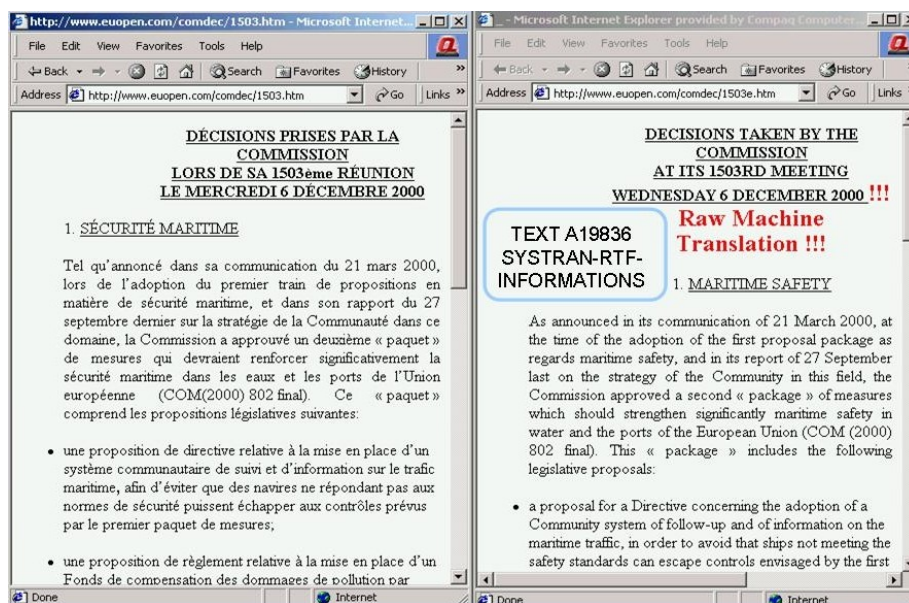 http://www.euopen.com/comdec/1503.htm - Microsoft Internet...
File Edit View Favorites Tools Help
Back Search Favorites History »
Address http://www.euopen.com/comdec/1503.htm Go Links »
DÉCISIONS PRISES PAR LA
COMMISSION
LORS DE SA 1503ème RÉUNION
LE MERCREDI 6 DÉCEMBRE 2000
1. SÉCURITÉ MARITIME
Tel qu'annoncé dans sa communication du 21 mars 2000,
lors de l'adoption du premier train de propositions en
matière de sécurité maritime, et dans son rapport du 27
septembre dernier sur la stratégie de la Communauté dans ce
domaine, la Commission a approuvé un deuxième « paquet »
de mesures qui devraient renforcer significativement la
sécurité maritime dans les eaux et les ports de l'Union
européenne (COM(2000) 802 final). Ce « paquet »
comprend les propositions législatives suivantes:
• une proposition de directive relative à la mise en place d'un
système communautaire de suivi et d'information sur le trafic
maritime, afin d'éviter que des navires ne répondant pas aux
normes de sécurité puissent échapper aux contrôles prévus
par le premier paquet de mesures;
• une proposition de règlement relative à la mise en place d'un
Fonds de compensation des dommages de pollution par
Done Internet
_ - Microsoft Internet Explorer provided by Compaq Computer...
File Edit View Favorites Tools Help
Back Search Favorites History
Address http://www.euopen.com/comdec/1503e.htm Go Links
DECISIONS TAKEN BY THE
COMMISSION
AT ITS 1503RD MEETING
WEDNESDAY 6 DECEMBER 2000 !!!
Raw Machine
Translation !!!
TEXT A19836
SYSTRAN-RTF-
INFORMATIONS
1. MARITIME SAFETY
As announced in its communication of 21 March 2000, at
the time of the adoption of the first proposal package as
regards maritime safety, and in its report of 27 September
last on the strategy of the Community in this field, the
Commission approved a second « package » of measures
which should strengthen significantly maritime safety in
water and the ports of the European Union (COM (2000)
802 final). This « package » includes the following
legislative proposals:
• a proposal for a Directive concerning the adoption of a
Community system of follow-up and of information on the
maritime traffic, in order to avoid that ships not meeting the
safety standards can escape controls envisaged by the first
Done Internet